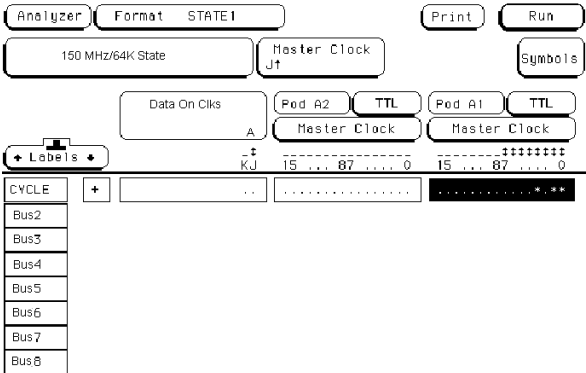 Analyzer Format STATE1 Print Run
150 MHz/64K State Master Clock J↑ Symbols
Data On Clks A Pod A2 TTL Pod A1 TTL
Master Clock Master Clock
Labels KJ 15 ... 87 .... 0 15 ... 87 .... 0
CYCLE + .. ................ .............*.**
Bus2
Bus3
Bus4
Bus5
Bus6
Bus7
Bus8